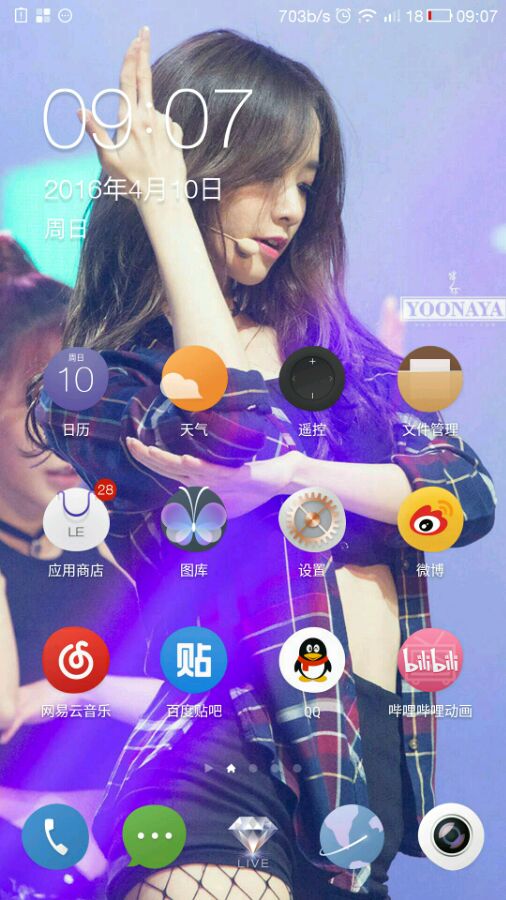 703b/s 18 09:07
09:07
2016年4月10日
周日
YOONAYA
周日
10
日历
天气
遥控
文件管理
28
LE
应用商店
图库
设置
微博
贴
bilibili
网易云音乐
百度贴吧
QQ
哔哩哔哩动画
LIVE